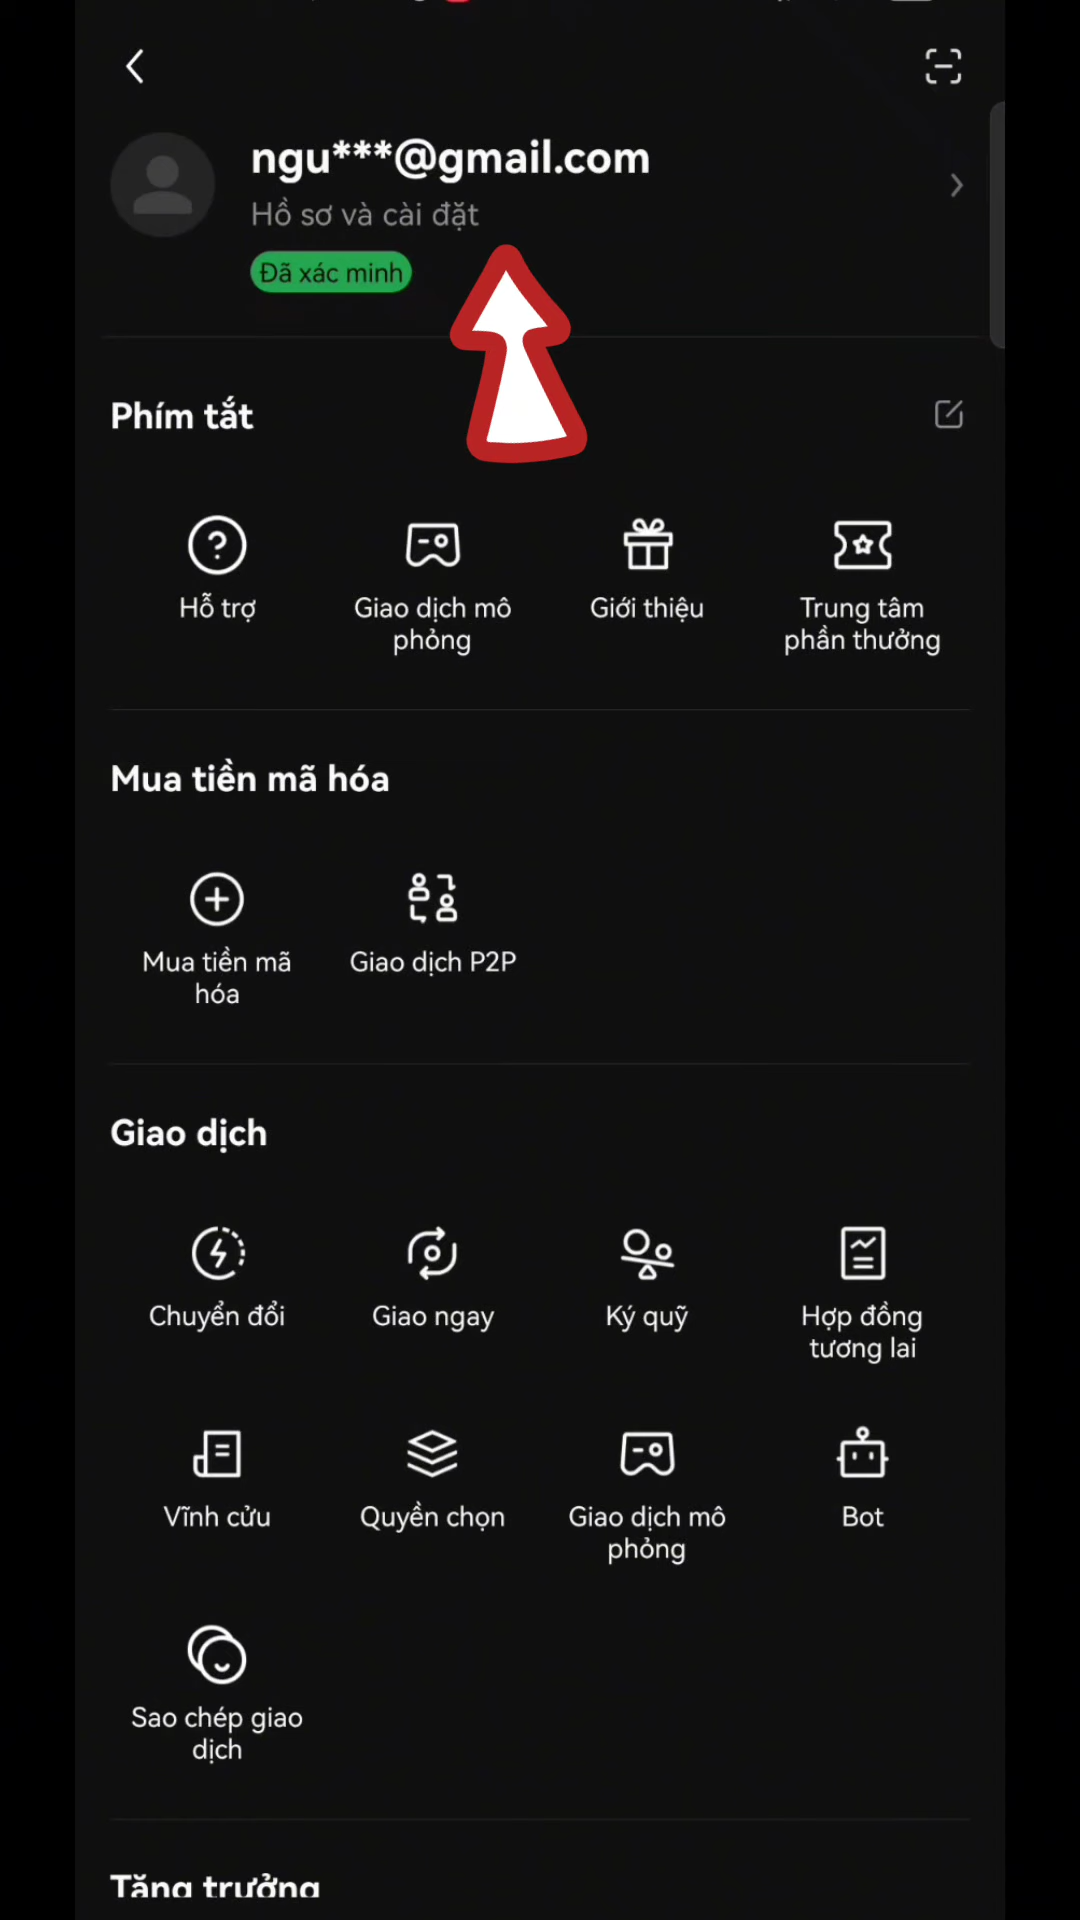 ngu***@gmail.com
Hồ sơ và cài đặt
Đã xác minh
Phím tắt
Hỗ trợ
Giao dịch mô
phỏng
Giới thiệu
Trung tâm
phần thưởng
Mua tiền mã hóa
Mua tiền mã
hóa
Giao dịch P2P
Giao dịch
Chuyển đổi
Giao ngay
Ký quỹ
Hợp đồng
tương lai
Vĩnh cửu
Quyền chọn
Giao dịch mô
phỏng
Bot
Sao chép giao
dịch
Tăng trưởng